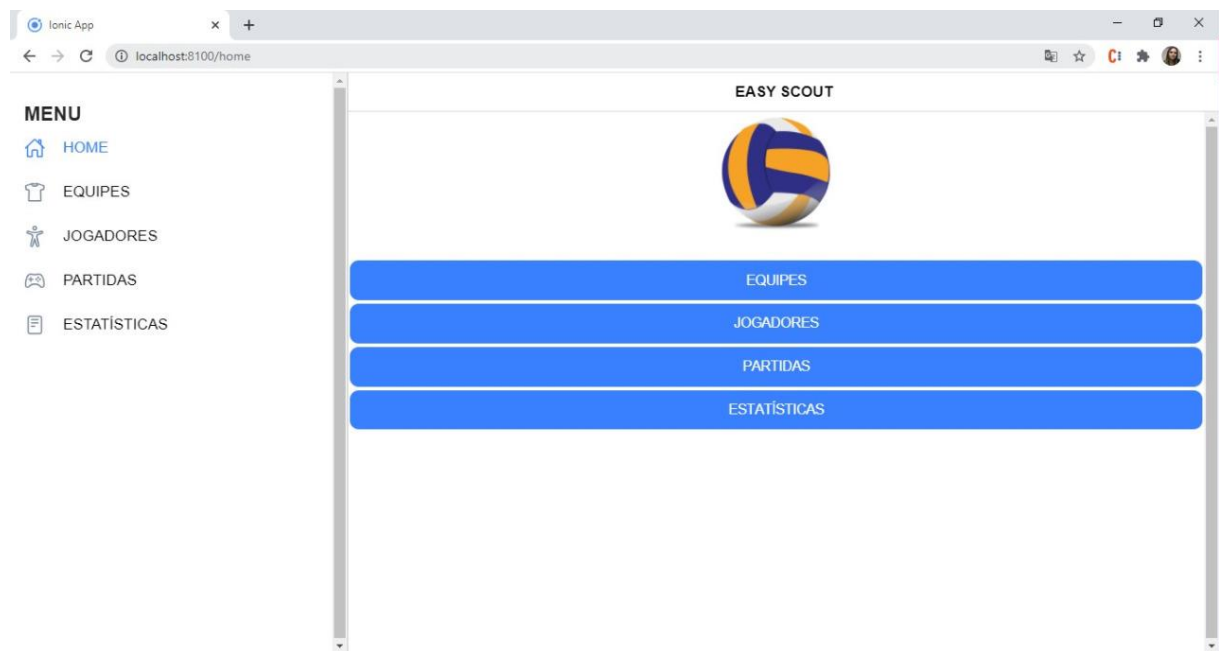 Ionic App
localhost:8100/home
MENU
HOME
EQUIPES
JOGADORES
PARTIDAS
ESTATÍSTICAS
EASY SCOUT
EQUIPES
JOGADORES
PARTIDAS
ESTATÍSTICAS